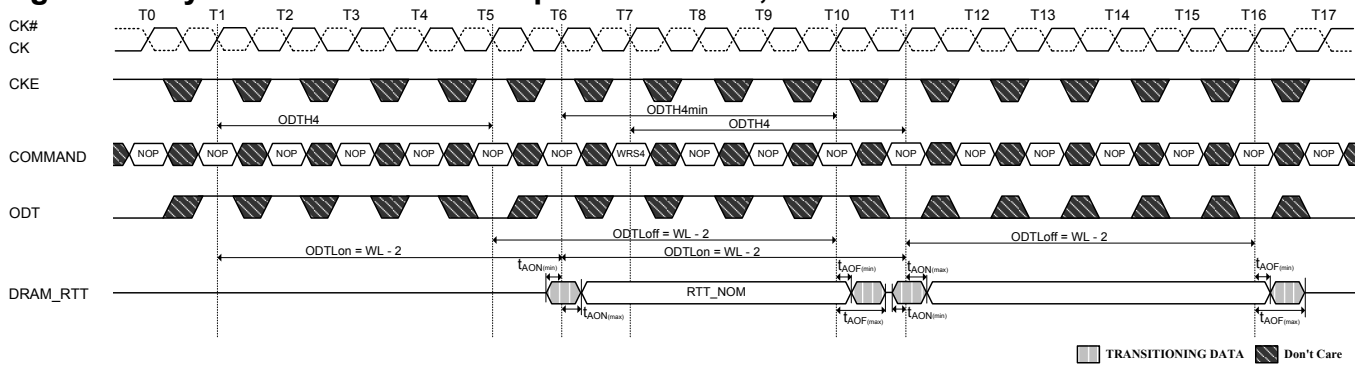 T0 T1 T2 T3 T4 T5 T6 T7 T8 T9 T10 T11 T12 T13 T14 T15 T16 T17
CK#
CK
CKE
ODTH4min
ODTH4 ODTH4
COMMAND NOP NOP NOP NOP NOP NOP NOP WRS4 NOP NOP NOP NOP NOP NOP NOP NOP NOP NOP
ODT
ODTLoff = WL - 2 ODTLoff = WL - 2
ODTLon = WL - 2 ODTLon = WL - 2
tAON(min) tAOF(min) tAON(max) tAOF(min)
DRAM_RTT RTT_NOM
tAON(max) tAOF(max) tAON(min) tAOF(max)
TRANSITIONING DATA Don't Care